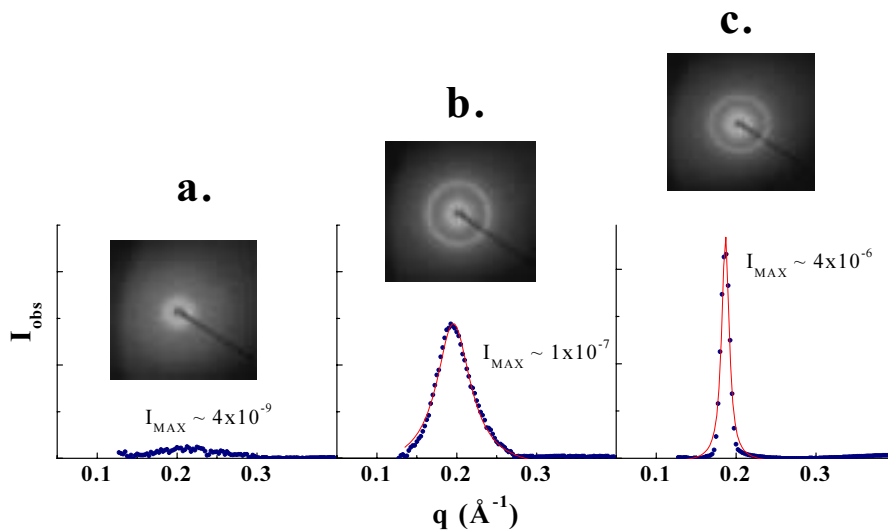 a.
b.
c.
I_MAX ~ 4x10^-9
I_MAX ~ 1x10^-7
I_MAX ~ 4x10^-6
I_obs
0.1 0.2 0.3 0.1 0.2 0.3 0.1 0.2 0.3
q (Å^-1)